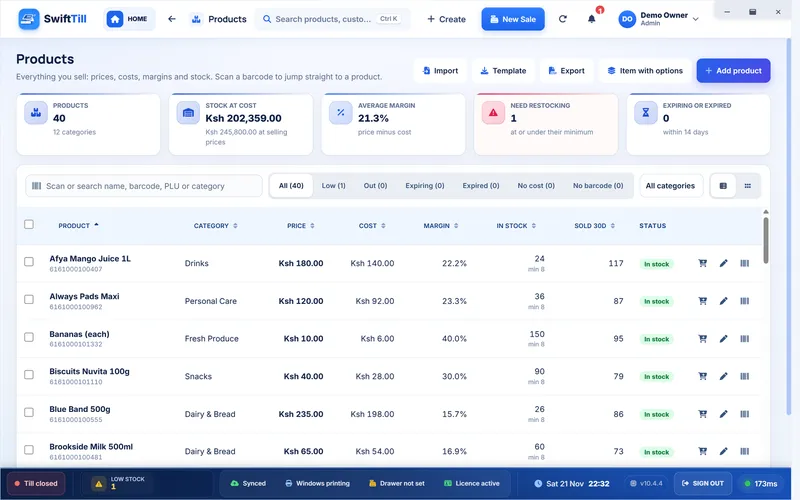 SwiftTill
HOME
Products
Search products, custo...
Ctrl K
Create
New Sale
1
DO
Demo Owner
Admin
Products
Everything you sell: prices, costs, margins and stock. Scan a barcode to jump straight to a product.
Import
Template
Export
Item with options
Add product
PRODUCTS
40
12 categories
STOCK AT COST
Ksh 202,359.00
Ksh 245,800.00 at selling
prices
AVERAGE MARGIN
21.3%
price minus cost
NEED RESTOCKING
1
at or under their minimum
EXPIRING OR EXPIRED
0
within 14 days
Scan or search name, barcode, PLU or category
All (40)
Low (1)
Out (0)
Expiring (0)
Expired (0)
No cost (0)
No barcode (0)
All categories
PRODUCT CATEGORY PRICE COST MARGIN IN STOCK SOLD 30D STATUS
Afya Mango Juice 1L
6161000100407
Drinks Ksh 180.00 Ksh 140.00 22.2% 24 min 8 117 In stock
Always Pads Maxi
6161000100962
Personal Care Ksh 120.00 Ksh 92.00 23.3% 36 min 8 87 In stock
Bananas (each)
6161000101332
Fresh Produce Ksh 10.00 Ksh 6.00 40.0% 150 min 8 95 In stock
Biscuits Nuvita 100g
6161000101110
Snacks Ksh 40.00 Ksh 28.00 30.0% 90 min 8 79 In stock
Blue Band 500g
6161000100555
Dairy & Bread Ksh 235.00 Ksh 198.00 15.7% 26 min 8 86 In stock
Brookside Milk 500ml
6161000100481
Dairy & Bread Ksh 65.00 Ksh 54.00 16.9% 60 min 8 73 In stock
Till closed
LOW STOCK
1
Synced
Windows printing
Drawer not set
Licence active
Sat 21 Nov 22:32
v10.4.4
SIGN OUT
173ms